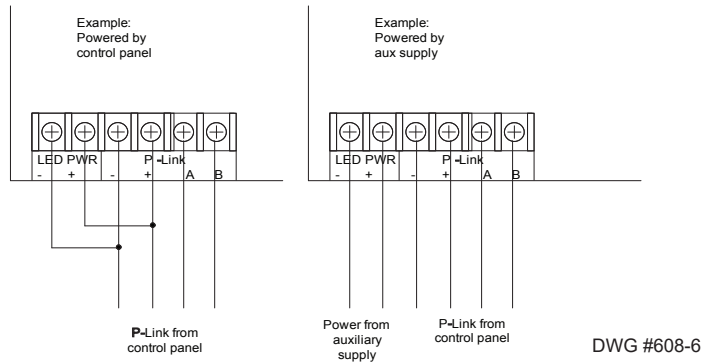 Example:
Powered by
control panel
LED PWR P-Link
- + - + A B
P-Link from
control panel
Example:
Powered by
aux supply
LED PWR P-Link
- + - + A B
Power from
auxiliary
supply
P-Link from
control panel
DWG #608-6